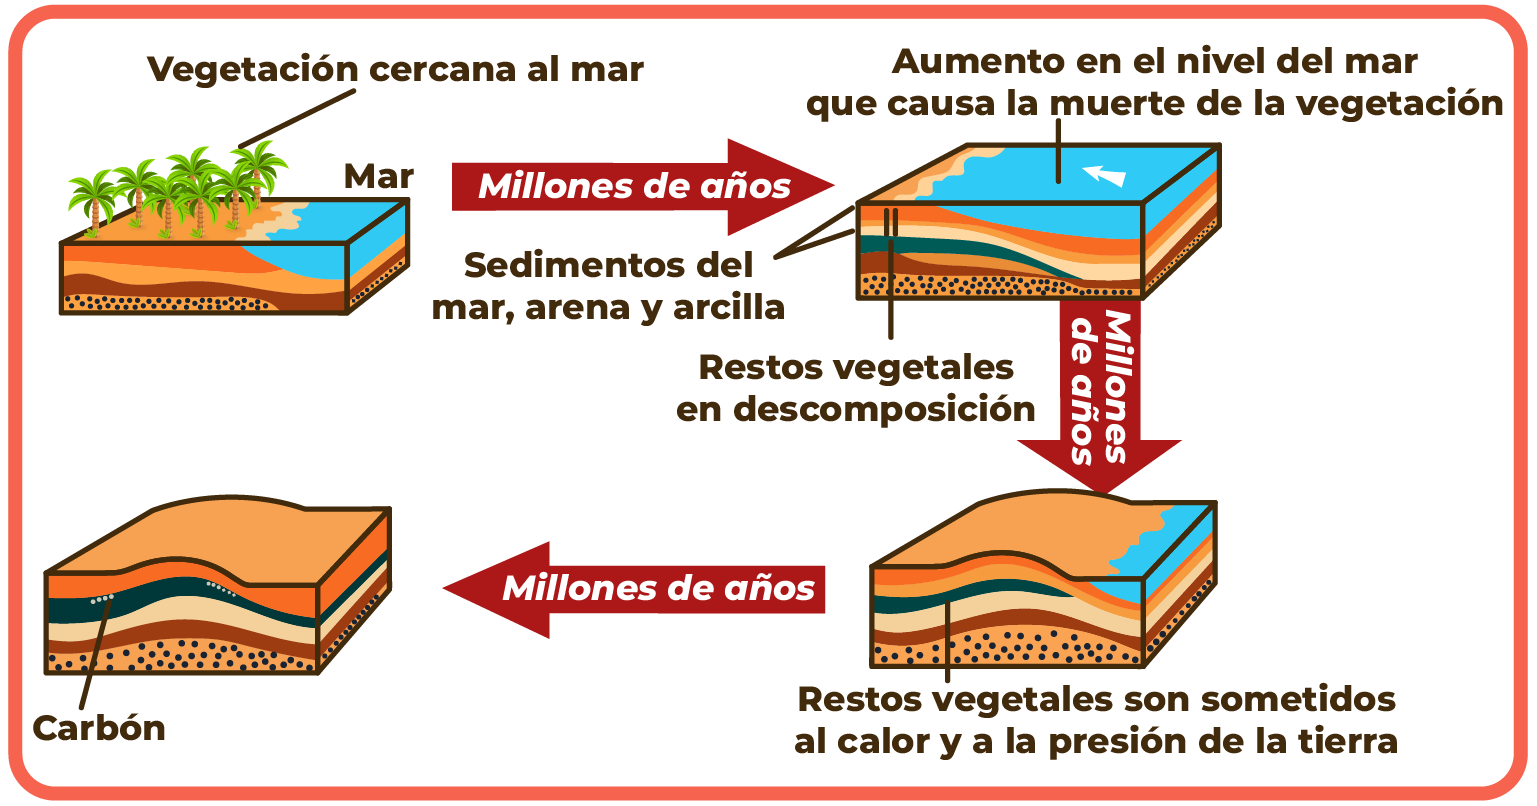 Vegetación cercana al mar
Mar
Millones de años
Aumento en el nivel del mar
que causa la muerte de la vegetación
Sedimentos del
mar, arena y arcilla
Restos vegetales
en descomposición
Millones
de años
Restos vegetales son sometidos
al calor y a la presión de la tierra
Millones de años
Carbón